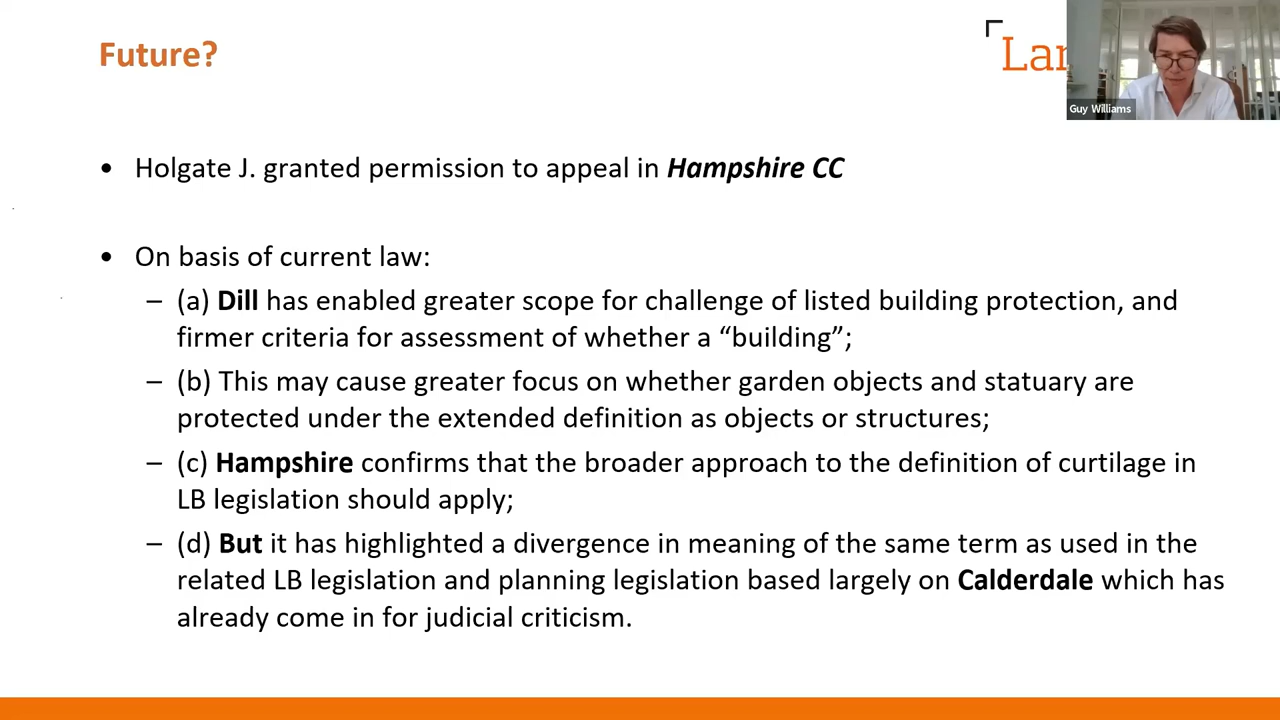 Future?
Lan
Guy Williams
• Holgate J. granted permission to appeal in Hampshire CC
• On basis of current law:
– (a) Dill has enabled greater scope for challenge of listed building protection, and
firmer criteria for assessment of whether a “building”;
– (b) This may cause greater focus on whether garden objects and statuary are
protected under the extended definition as objects or structures;
– (c) Hampshire confirms that the broader approach to the definition of curtilage in
LB legislation should apply;
– (d) But it has highlighted a divergence in meaning of the same term as used in the
related LB legislation and planning legislation based largely on Calderdale which has
already come in for judicial criticism.